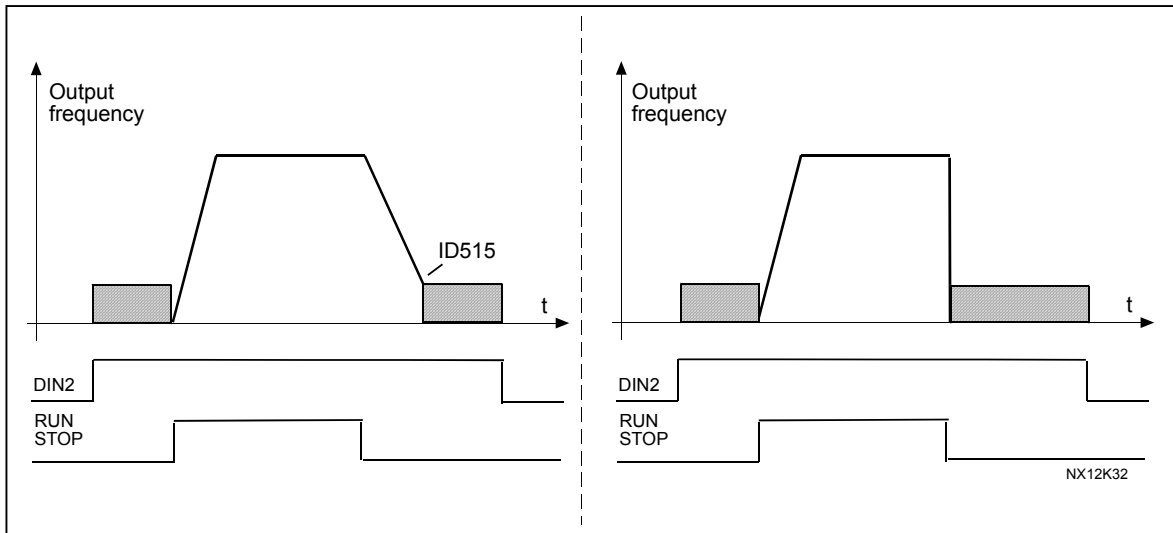 Output
frequency
ID515
t
DIN2
RUN
STOP
Output
frequency
t
DIN2
RUN
STOP
NX12K32